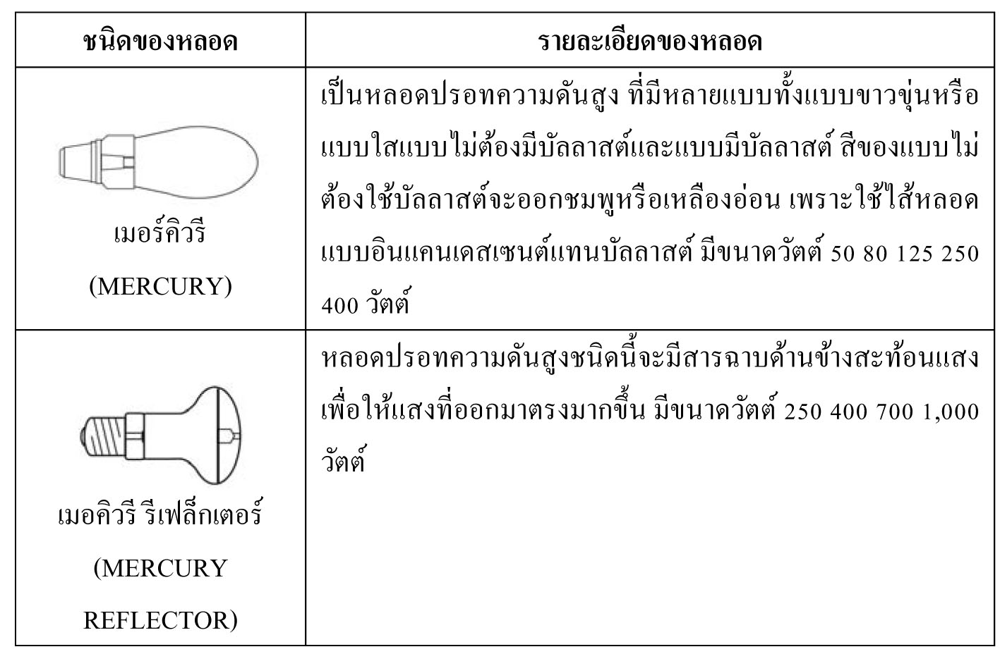 ชนิดของหลอด
รายละเอียดของหลอด
เมอร์คิวรี
(MERCURY)
เป็นหลอดปรอทความดันสูง ที่มีหลายแบบทั้งแบบขาวขุ่นหรือ
แบบใสแบบไม่ต้องมีบัลลาสต์และแบบมีบัลลาสต์ สีของแบบไม่
ต้องใช้บัลลาสต์จะออกชมพูหรือเหลืองอ่อน เพราะใช้ไส้หลอด
แบบอินแคนเดสเซนต์แทนบัลลาสต์ มีขนาดวัตต์ 50 80 125 250
400 วัตต์
เมอคิวรี รีเฟล็กเตอร์
(MERCURY
REFLECTOR)
หลอดปรอทความดันสูงชนิดนี้จะมีสารฉาบด้านข้างสะท้อนแสง
เพื่อให้แสงที่ออกมาตรงมากขึ้น มีขนาดวัตต์ 250 400 700 1,000
วัตต์